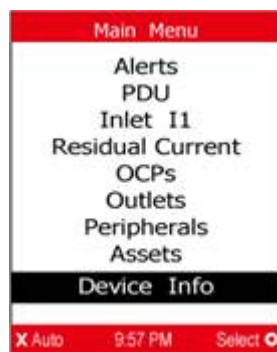 Main Menu
Alerts
PDU
Inlet I1
Residual Current
OCPs
Outlets
Peripherals
Assets
Device Info
X Auto 9:57 PM Select O